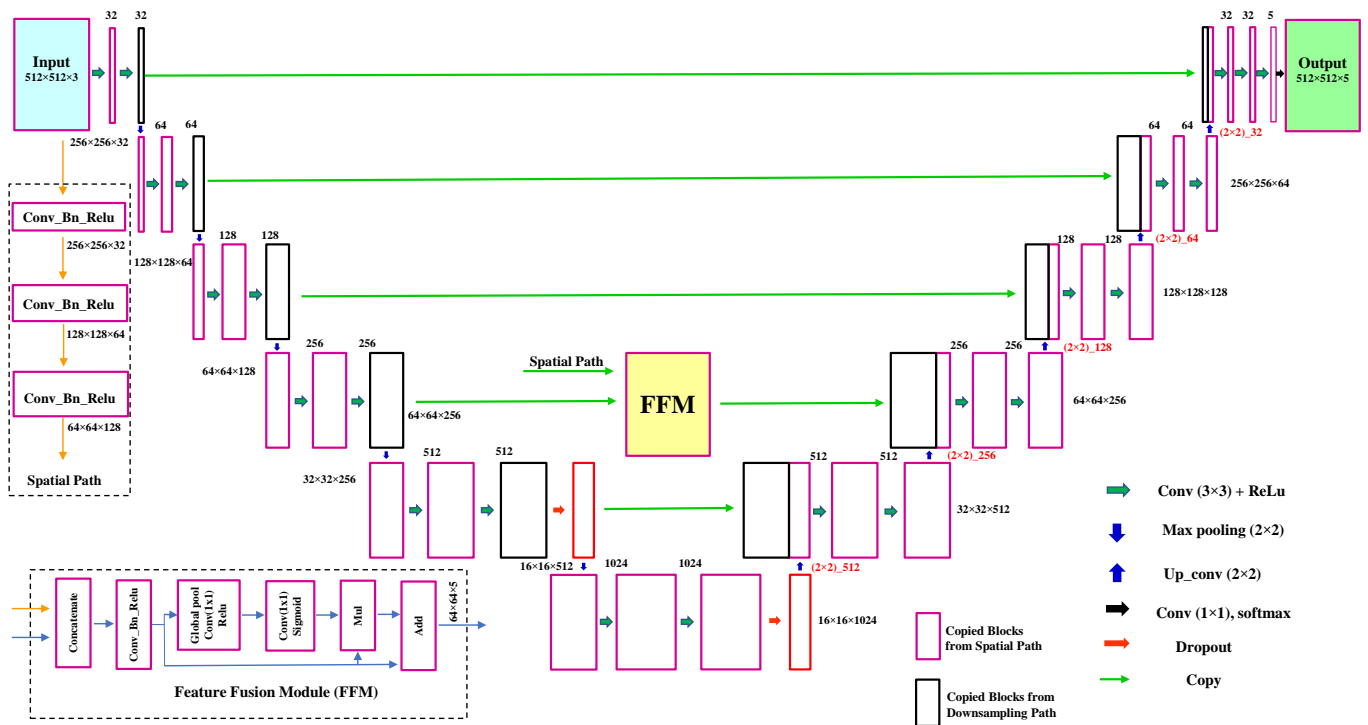 32
32
Input
512×512×3
32
32
5
Output
512×512×5
(2×2)_32
256×256×32
64
64
64
64
256×256×64
(2×2)_64
Conv_Bn_Relu
256×256×32
Conv_Bn_Relu
128×128×64
Conv_Bn_Relu
64×64×128
Spatial Path
128×128×64
128
128
128
128
128×128×128
(2×2)_128
64×64×128
256
256
64×64×256
Spatial Path
FFM
256
256
64×64×256
(2×2)_256
32×32×256
512
512
512
512
32×32×512
(2×2)_512
16×16×512
1024
1024
16×16×1024
Concatenate
Conv_Bn_Relu
Global pool
Conv(1x1)
Relu
Conv(1x1)
Sigmoid
Mul
Add
64×64×5
Feature Fusion Module (FFM)
Copied Blocks
from Spatial Path
Copied Blocks from
Downsampling Path
Conv (3×3) + ReLu
Max pooling (2×2)
Up_conv (2×2)
Conv (1×1), softmax
Dropout
Copy